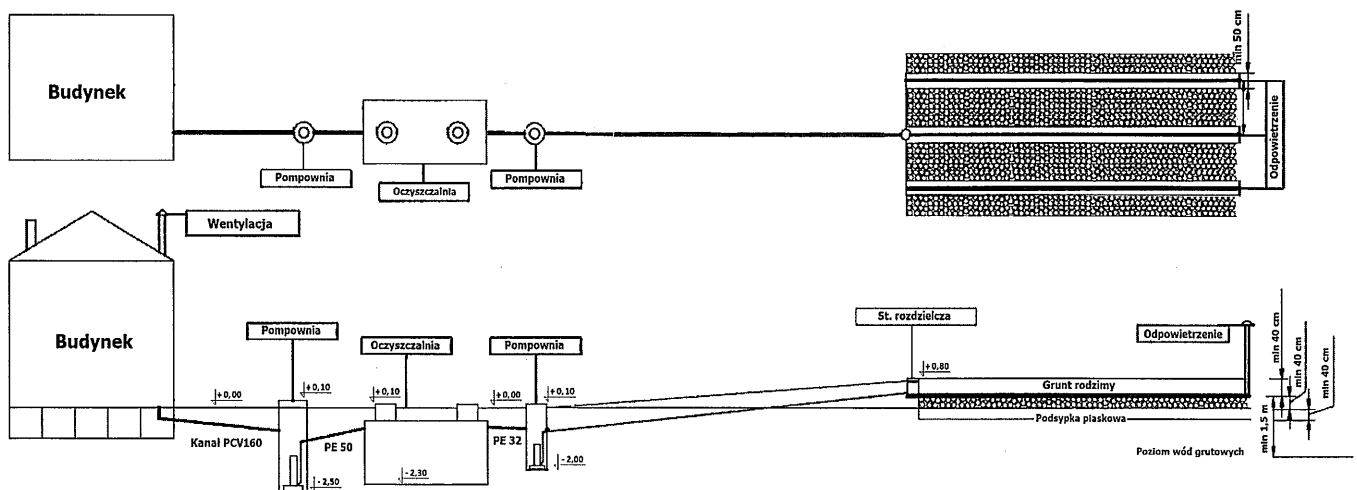 Budynek
Pompownia
Oczyszczalnia
Pompownia
min 50 cm
Odpowietrzenie
Wentylacja
Budynek
Pompownia
Oczyszczalnia
Pompownia
St. rozdzielcza
Odpowietrzenie
+0,00
+0,10
+0,10
+0,00
+0,10
+0,80
Grunt rodzimy
min 40 cm
min 40 cm
min 40 cm
Podsypka piaskowa
min 1,5 m
Kanał PCV160
PE 50
PE 32
Poziom wód grutowych
- 2,50
- 2,30
- 2,00